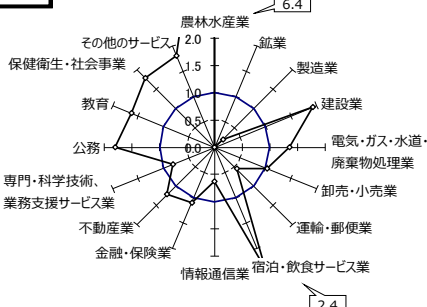 6.4
農林水産業
その他のサービス
鉱業
保健衛生・社会事業
製造業
教育
建設業
公務
電気・ガス・水道・
廃棄物処理業
専門・科学技術、
業務支援サービス業
卸売・小売業
不動産業
運輸・郵便業
金融・保険業
情報通信業
宿泊・飲食サービス業
2.4
2.0
1.5
1.0
0.5
0.0